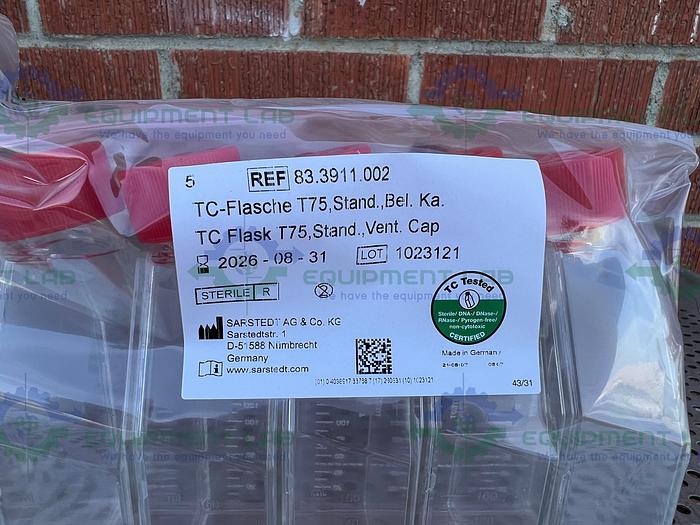 5 REF 83.3911.002
TC-Flasche T75,Stand.,Bel. Ka.
TC Flask T75,Stand.,Vent. Cap
2026-08-31 LOT 1023121
STERILE R
TC Tested
Sterile/ DNA-/ DNase-/
RNase-/ Pyrogen-free/
non-cytotoxic
CERTIFIED
SARSTEDT AG & Co. KG
Sarstedtstr. 1
D-51588 Nümbrecht
Germany
www.sarstedt.com
Made in Germany
43/31
EQUIPMENT LAB
We have the equipment you need